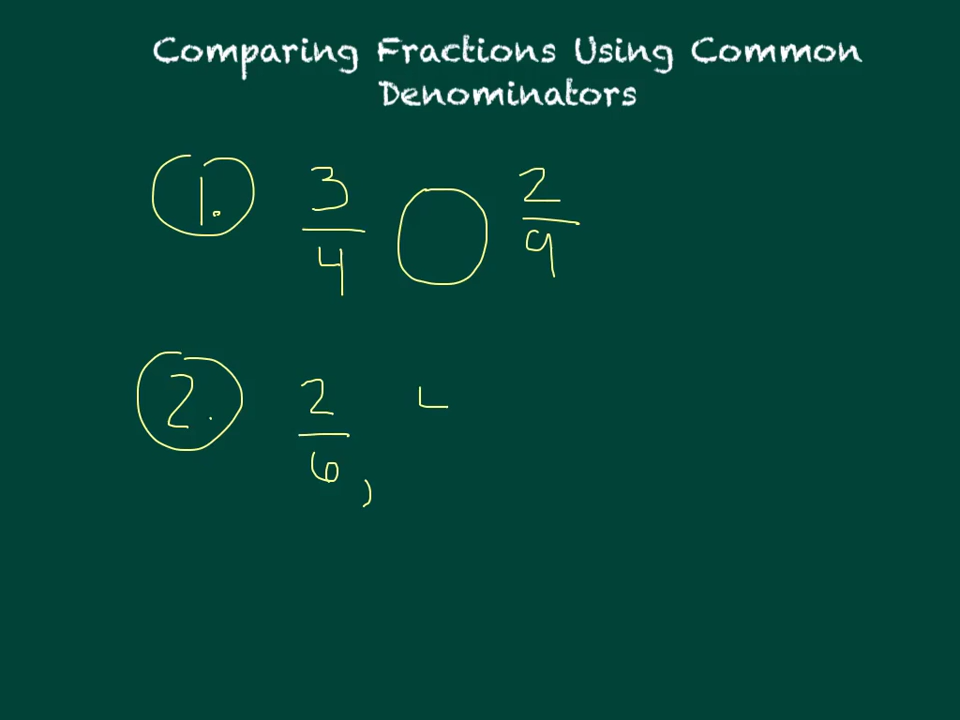 Comparing Fractions Using Common
Denominators
1. 3/4 ○ 2/9
2. 2/6,